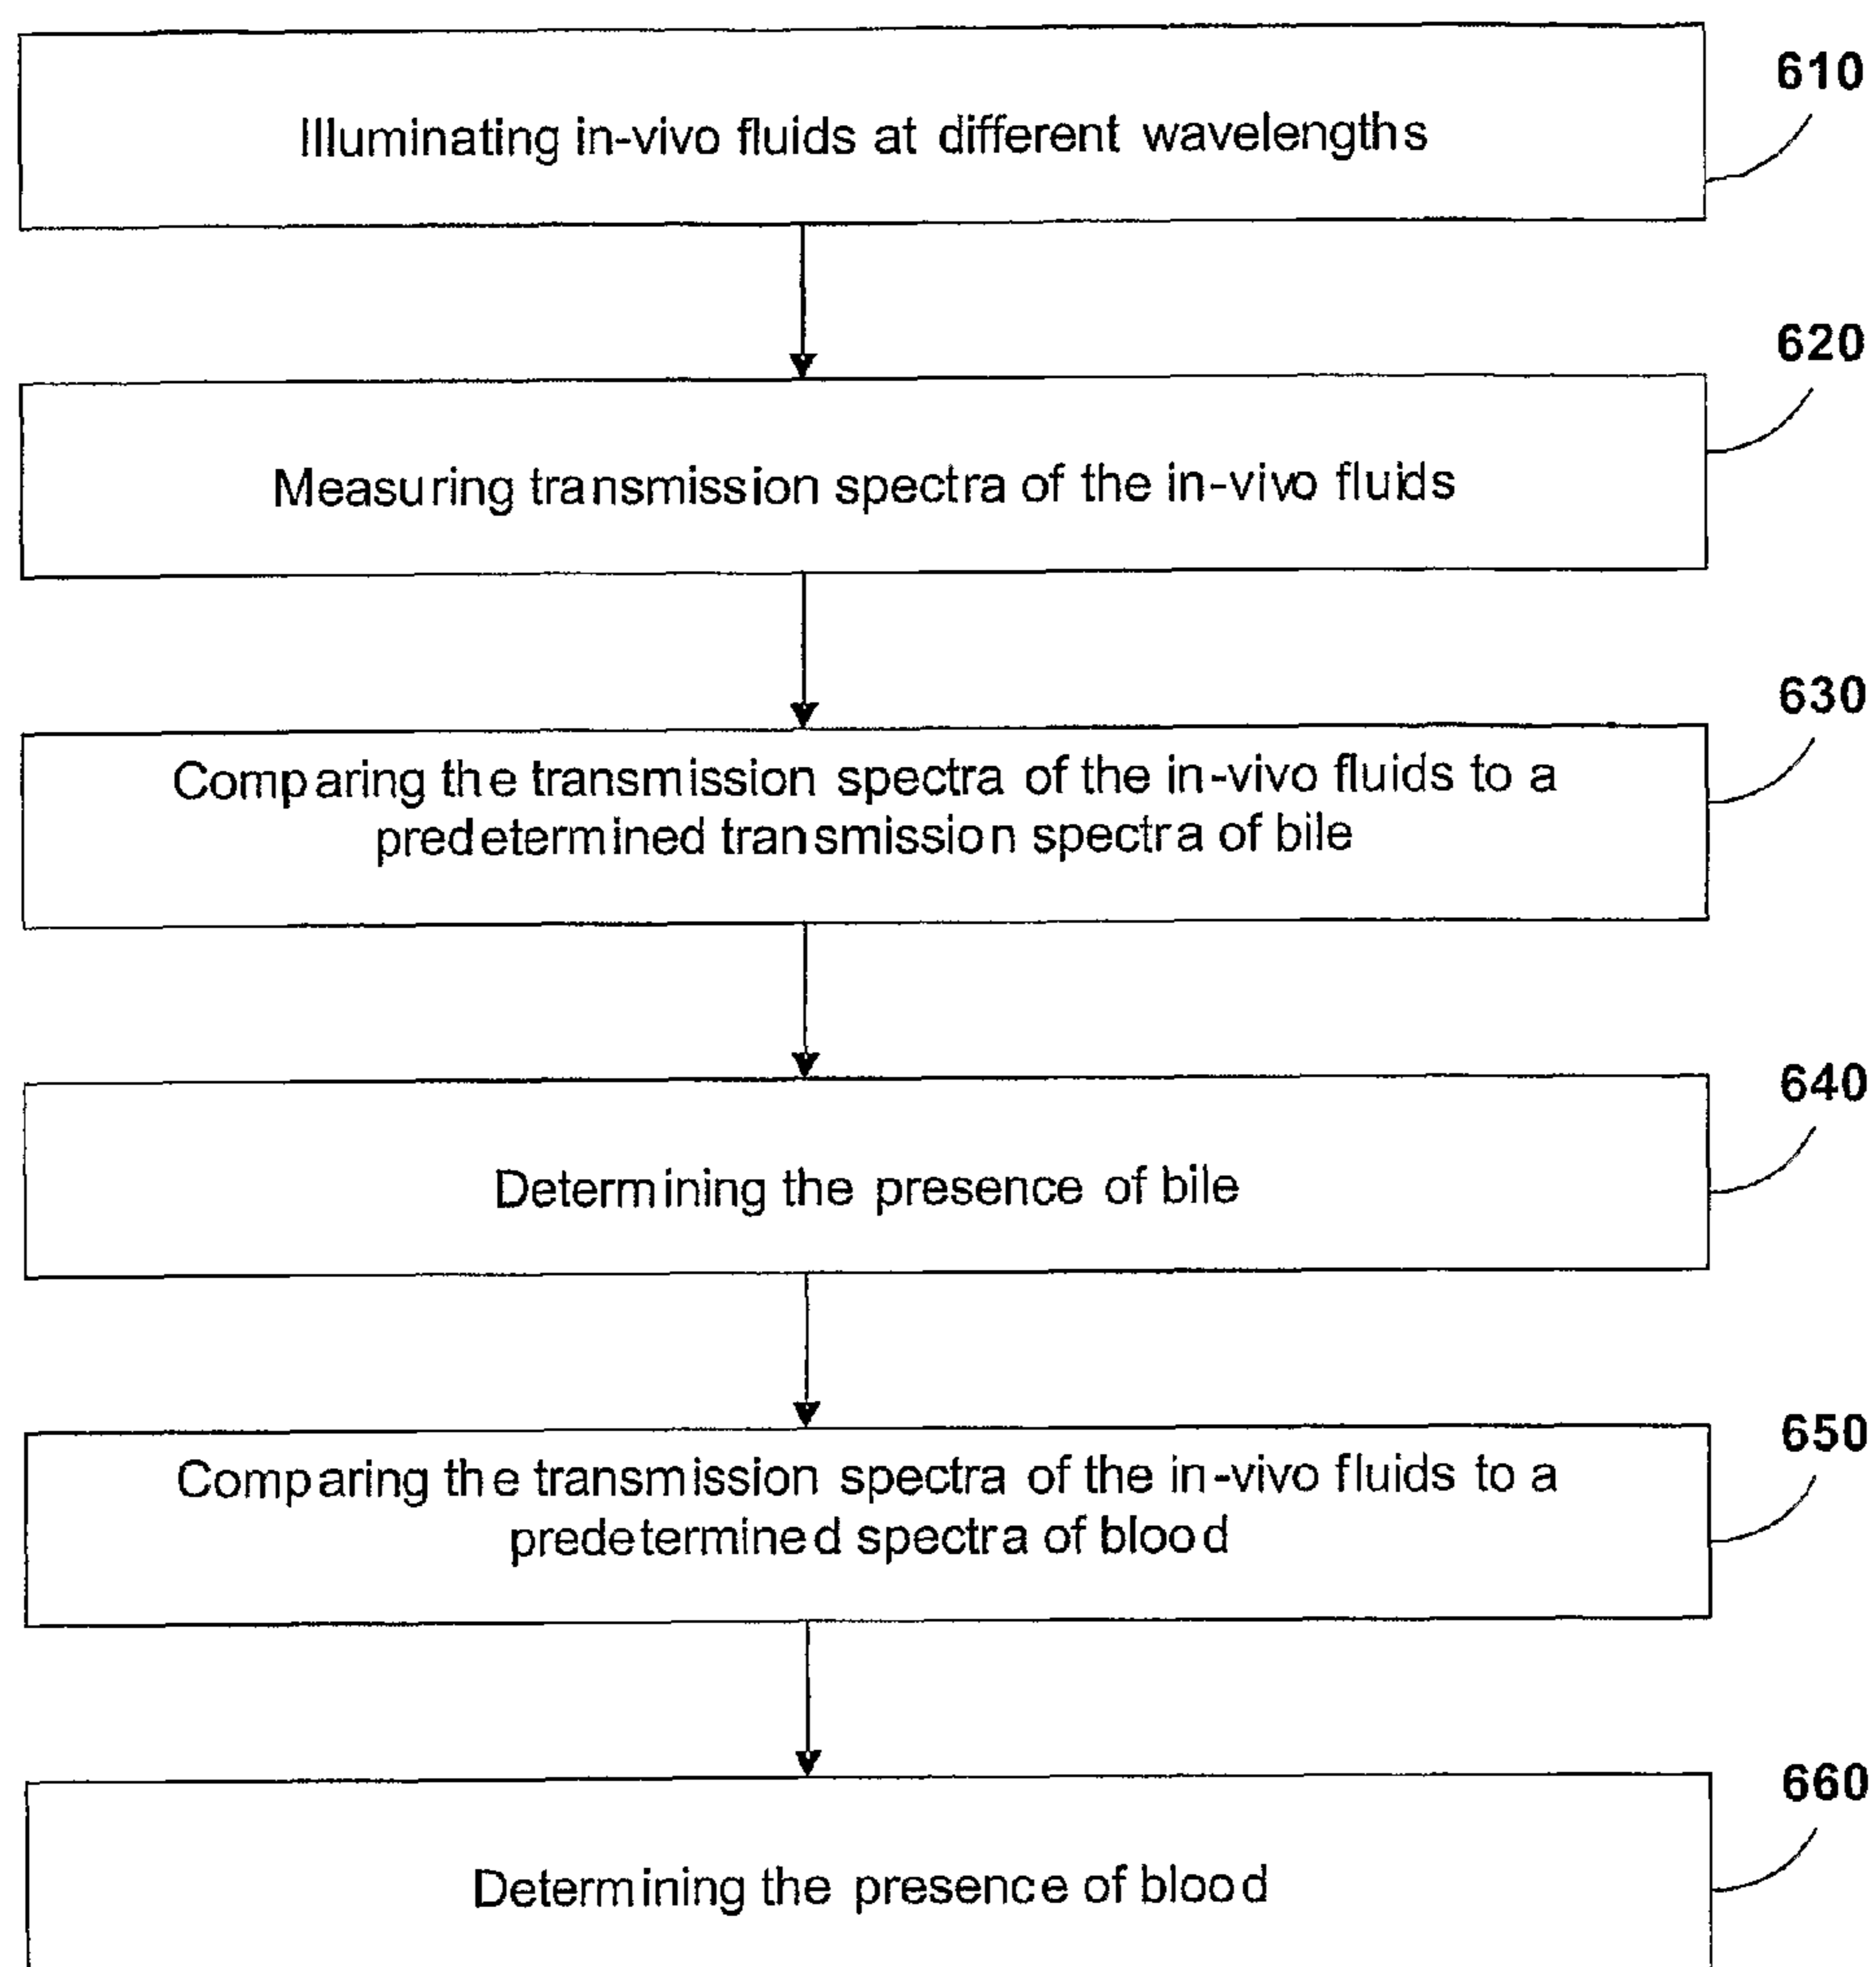 610
Illuminating in-vivo fluids at different wavelengths
620
Measuring transmission spectra of the in-vivo fluids
630
Comparing the transmission spectra of the in-vivo fluids to a
predetermined transmission spectra of bile
640
Determining the presence of bile
650
Comparing the transmission spectra of the in-vivo fluids to a
predetermined spectra of blood
660
Determining the presence of blood